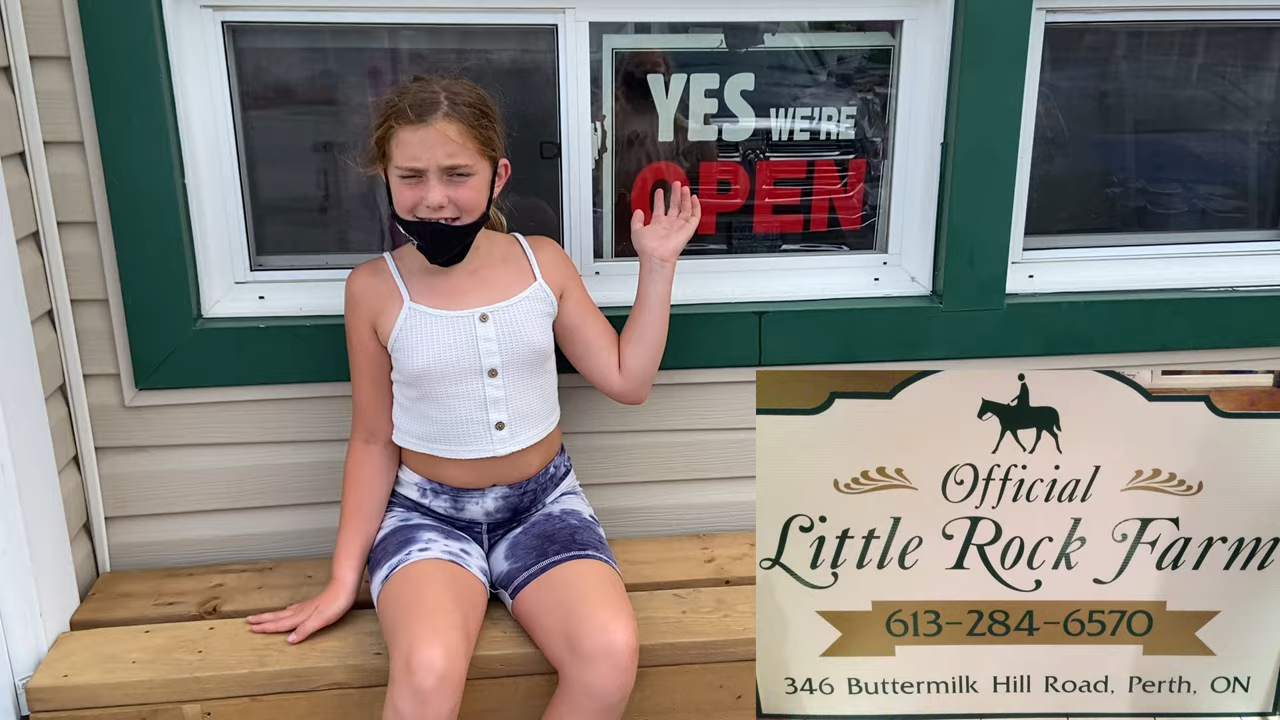 YES WE'RE
OPEN
Official
Little Rock Farm
613-284-6570
346 Buttermilk Hill Road, Perth, ON